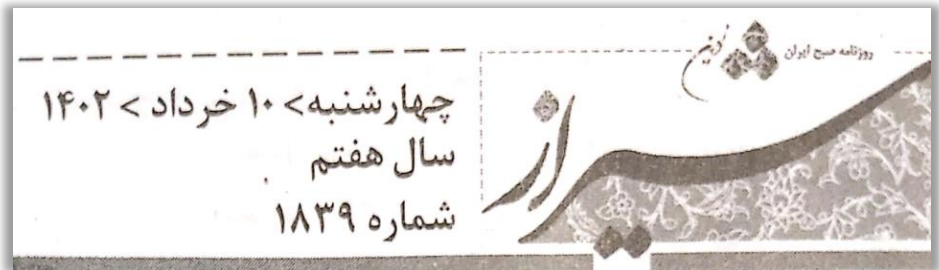 روزنامه صبح ایران
شیراز
نوین
چهارشنبه> ۱۰ خرداد > ۱۴۰۲
سال هفتم
شماره ۱۸۳۹